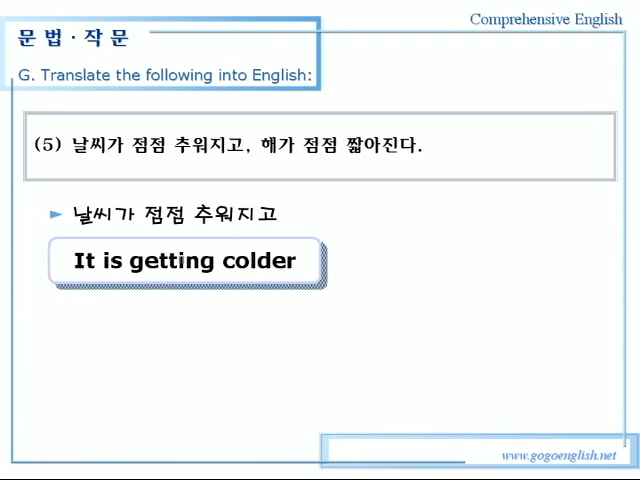 Comprehensive English
문 법 · 작 문
G. Translate the following into English:
(5) 날씨가 점점 추워지고, 해가 점점 짧아진다.
► 날씨가 점점 추워지고
It is getting colder
www.gogoenglish.net